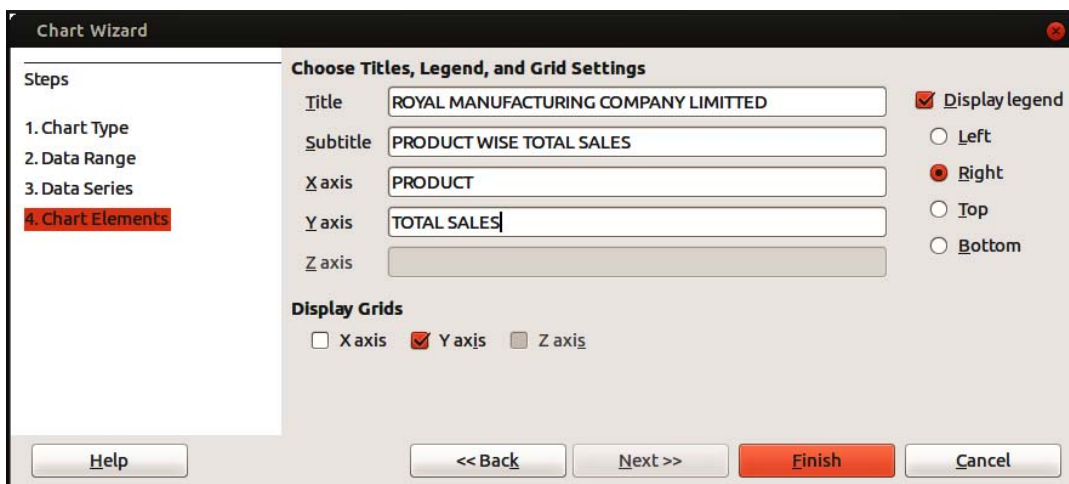 Chart Wizard
Steps
1. Chart Type
2. Data Range
3. Data Series
4. Chart Elements
Choose Titles, Legend, and Grid Settings
Title ROYAL MANUFACTURING COMPANY LIMITTED
Subtitle PRODUCT WISE TOTAL SALES
X axis PRODUCT
Y axis TOTAL SALES
Z axis
Display legend
Left
Right
Top
Bottom
Display Grids
X axis Y axis Z axis
Help << Back Next >> Finish Cancel